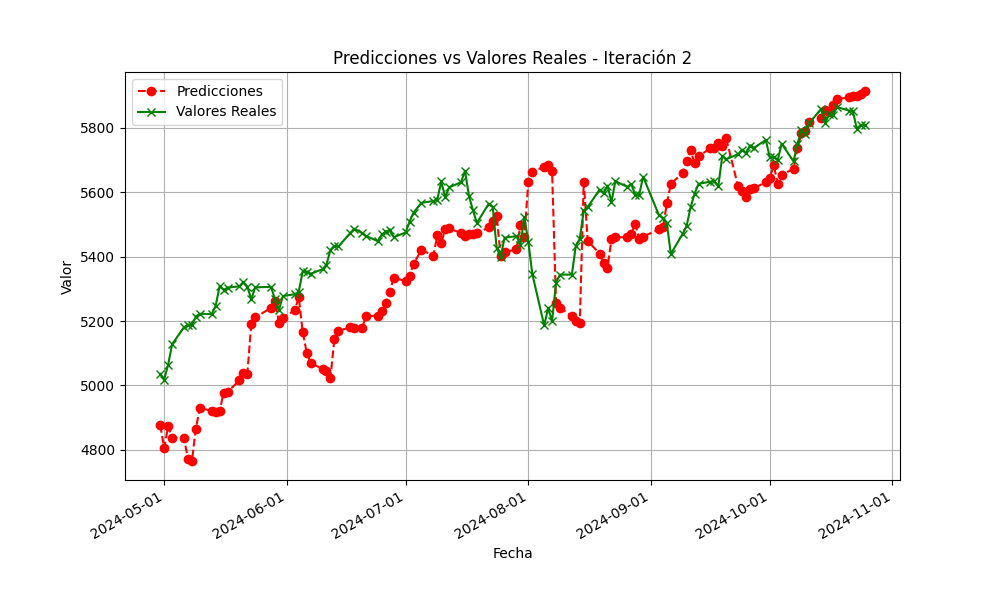 Predicciones vs Valores Reales - Iteración 2
Predicciones
Valores Reales
Valor
5800
5600
5400
5200
5000
4800
2024-05-01
2024-06-01
2024-07-01
2024-08-01
2024-09-01
2024-10-01
2024-11-01
Fecha